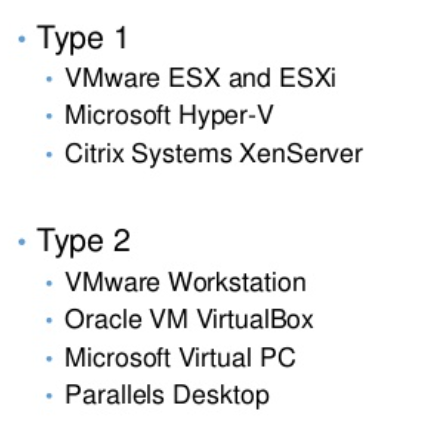 • Type 1
• VMware ESX and ESXi
• Microsoft Hyper-V
• Citrix Systems XenServer
• Type 2
• VMware Workstation
• Oracle VM VirtualBox
• Microsoft Virtual PC
• Parallels Desktop